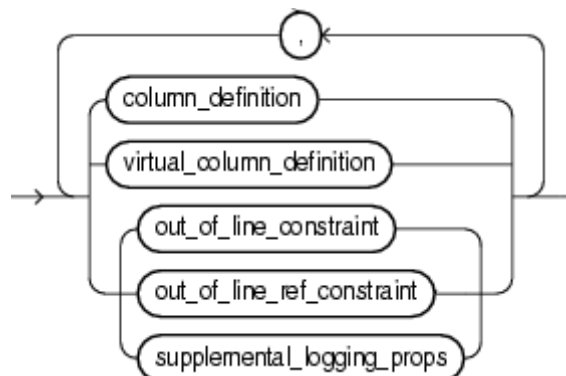 ,
column_definition
virtual_column_definition
out_of_line_constraint
out_of_line_ref_constraint
supplemental_logging_props